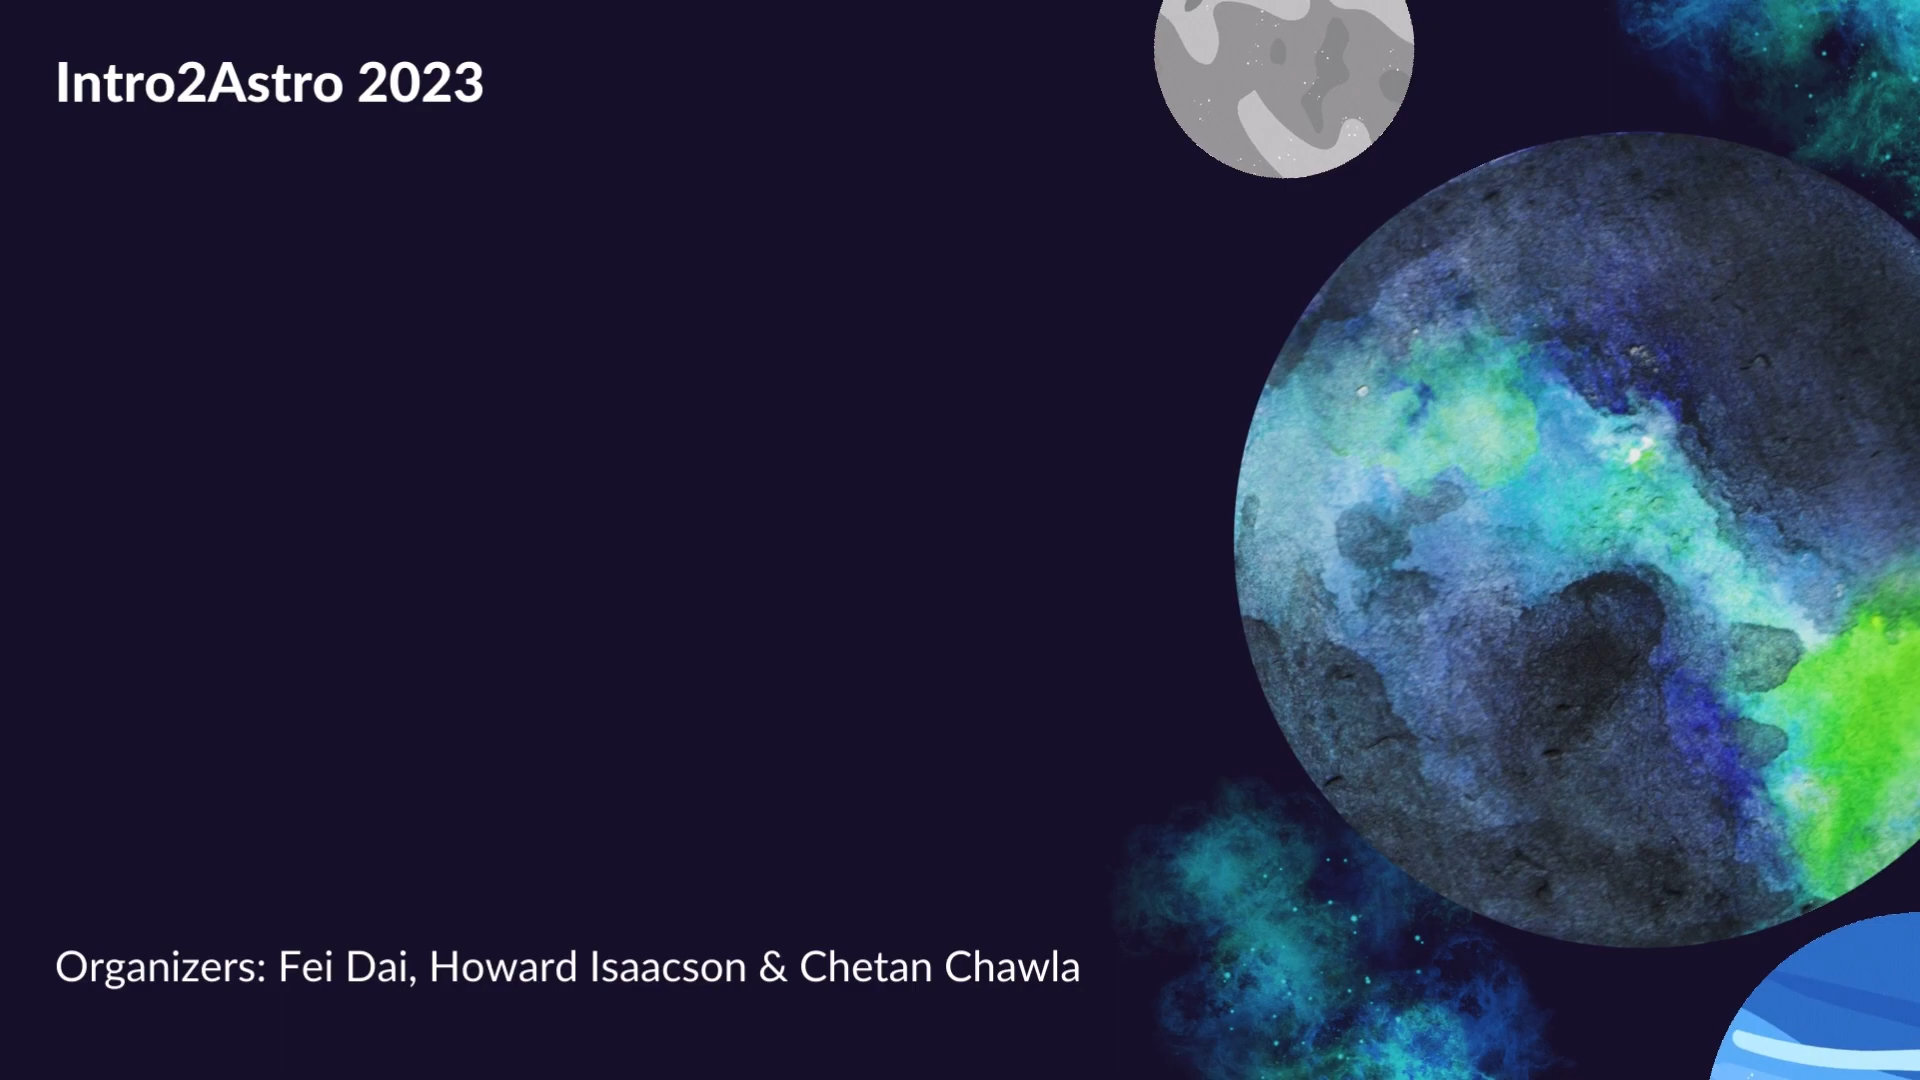 Intro2Astro 2023
Organizers: Fei Dai, Howard Isaacson & Chetan Chawla